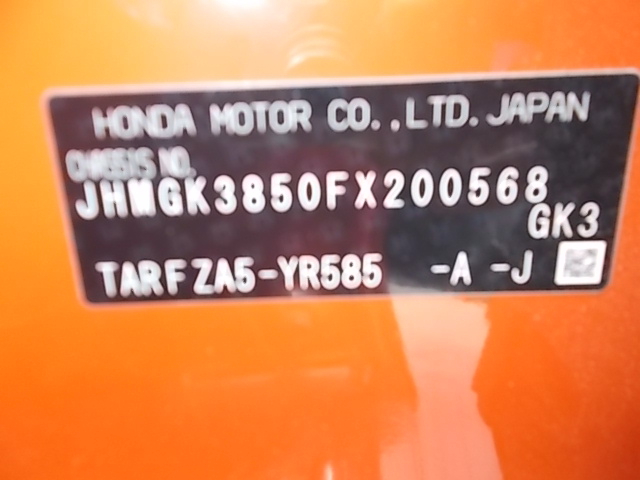 HONDA MOTOR CO.,LTD. JAPAN
CHASSIS NO.
JHMGK3850FX200568
GK3
TARFZA5-YR585 -A -J